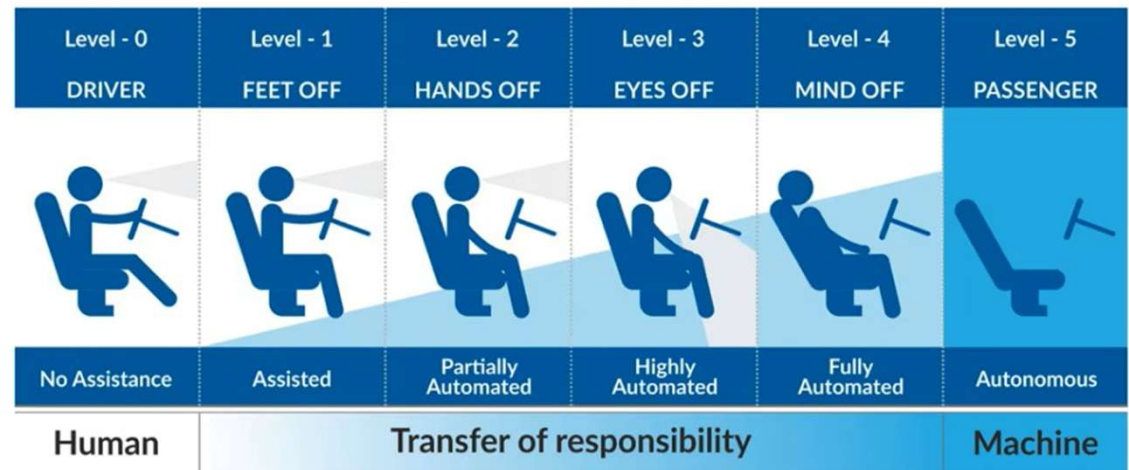 Level - 0
DRIVER
Level - 1
FEET OFF
Level - 2
HANDS OFF
Level - 3
EYES OFF
Level - 4
MIND OFF
Level - 5
PASSENGER
No Assistance
Assisted
Partially
Automated
Highly
Automated
Fully
Automated
Autonomous
Human
Transfer of responsibility
Machine